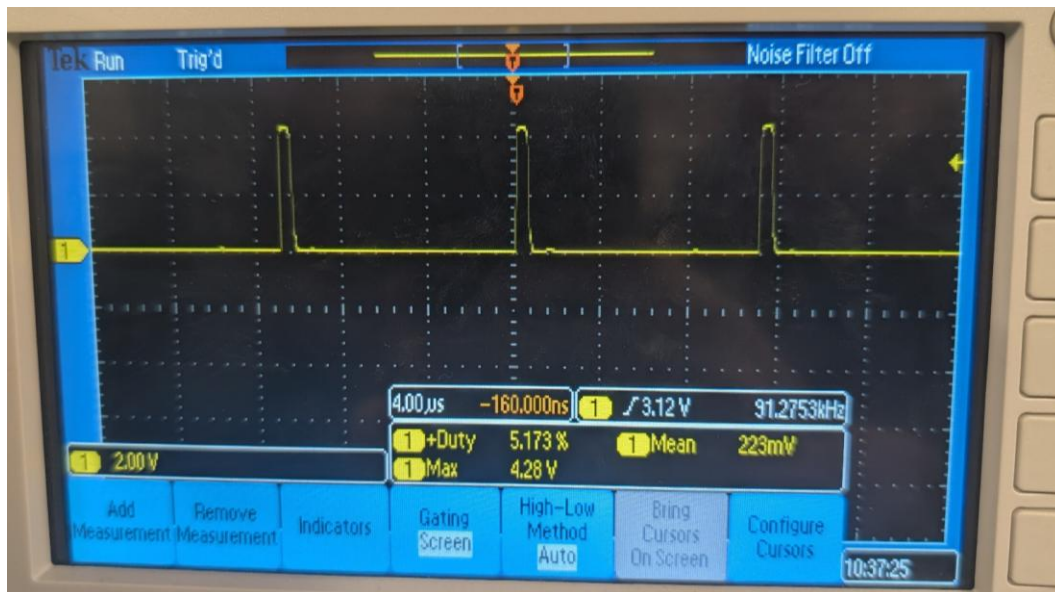 Tek Run Trig'd Noise Filter Off
T
T
1
4.00 µs -160.000ns 1 / 3.12 V 91.2753kHz
1 +Duty 5.173 % 1 Mean 223mV
1 Max 4.28 V
1 2.00 V
Add Measurement
Remove Measurement
Indicators
Gating
Screen
High-Low Method
Auto
Bring Cursors On Screen
Configure Cursors
10:37:25